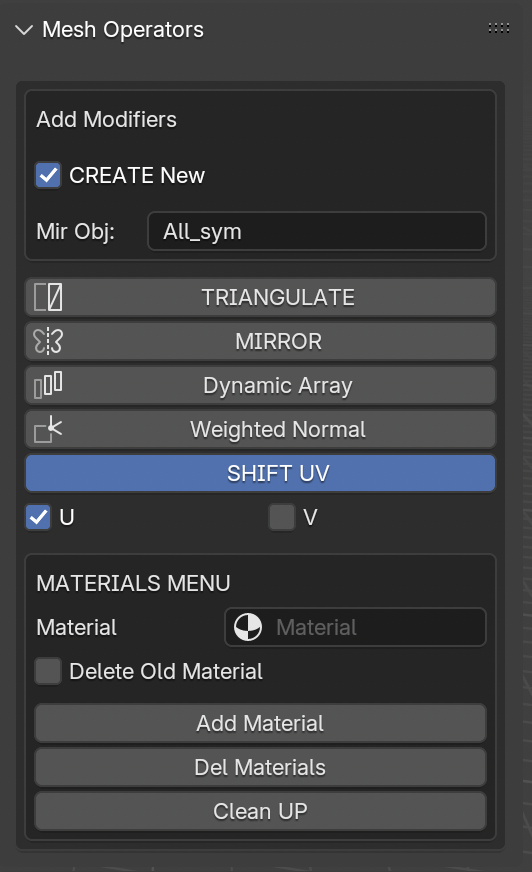 Mesh Operators
Add Modifiers
CREATE New
Mir Obj: All_sym
TRIANGULATE
MIRROR
Dynamic Array
Weighted Normal
SHIFT UV
U V
MATERIALS MENU
Material Material
Delete Old Material
Add Material
Del Materials
Clean UP